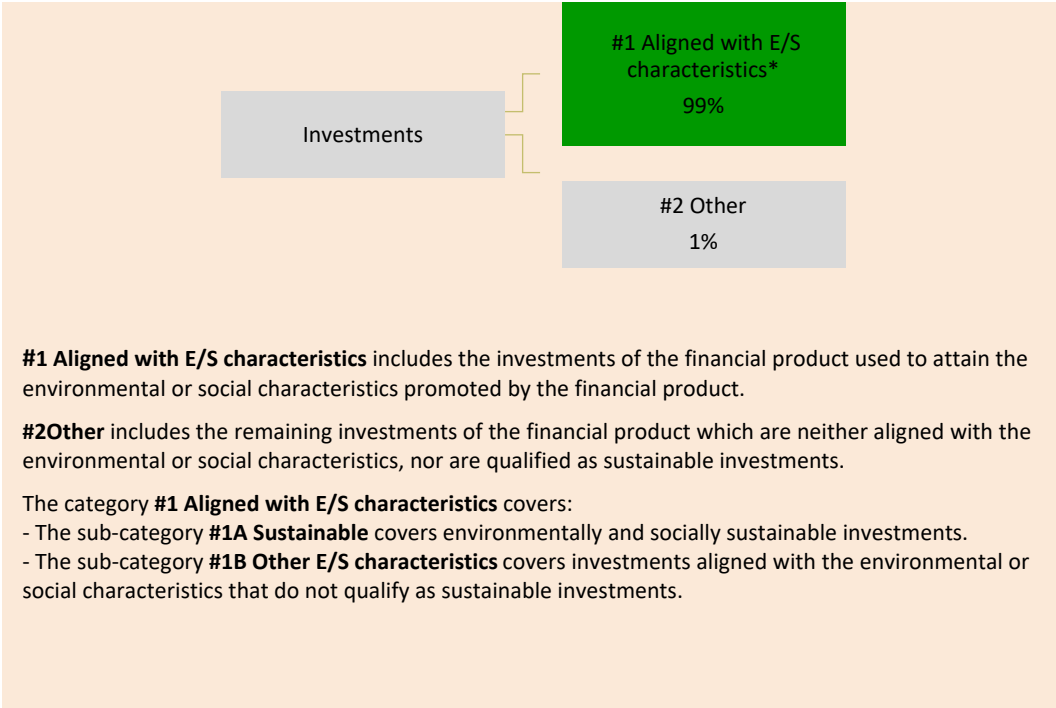 #1 Aligned with E/S
characteristics*
99%
Investments
#2 Other
1%
#1 Aligned with E/S characteristics includes the investments of the financial product used to attain the
environmental or social characteristics promoted by the financial product.
#2Other includes the remaining investments of the financial product which are neither aligned with the
environmental or social characteristics, nor are qualified as sustainable investments.
The category #1 Aligned with E/S characteristics covers:
- The sub-category #1A Sustainable covers environmentally and socially sustainable investments.
- The sub-category #1B Other E/S characteristics covers investments aligned with the environmental or
social characteristics that do not qualify as sustainable investments.